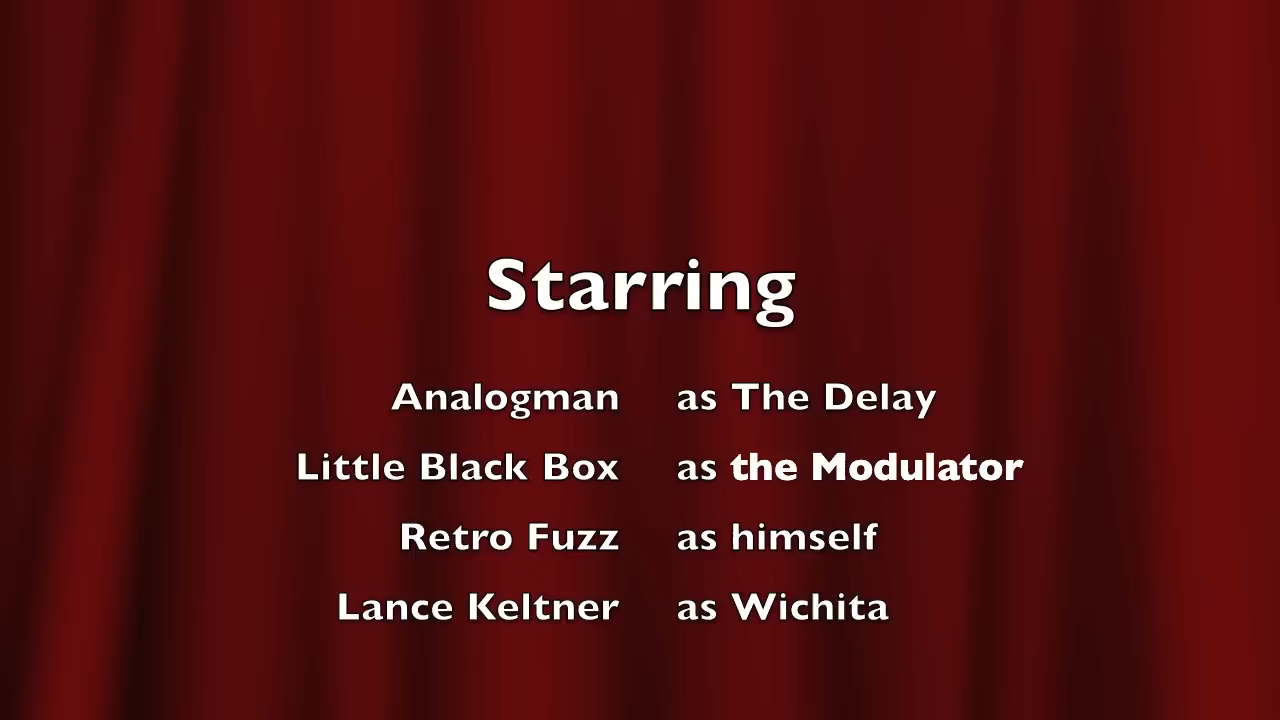 Starring
Analogman as The Delay
Little Black Box as the Modulator
Retro Fuzz as himself
Lance Keltner as Wichita